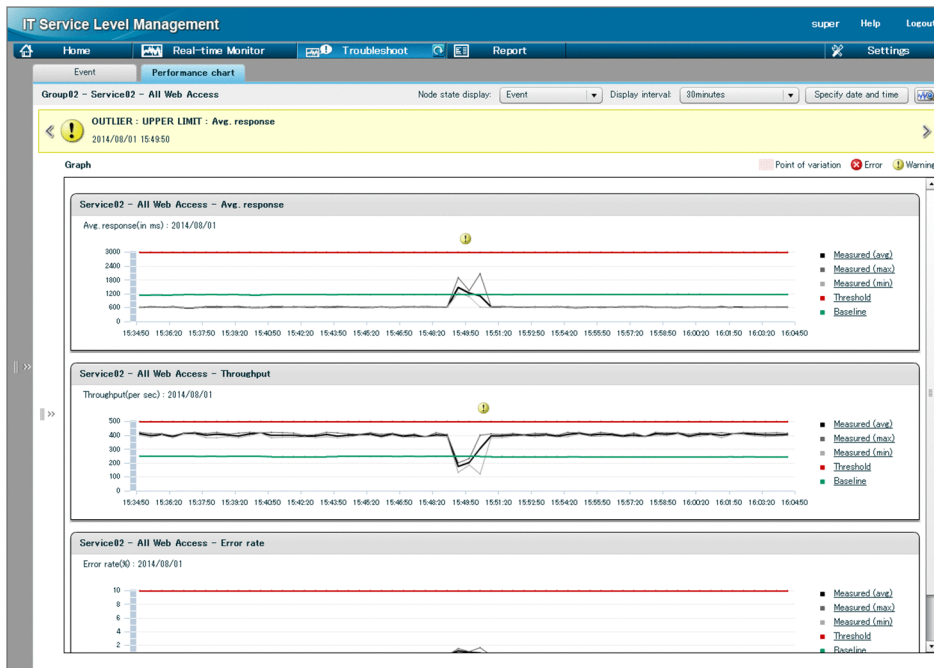 IT Service Level Management
super Help Logout
Home Real-time Monitor Troubleshoot Report Settings
Event Performance chart
Group02 - Service02 - All Web Access Node state display: Event Display interval: 30minutes Specify date and time
OUTLIER : UPPER LIMIT : Avg. response
2014/08/01 15:49:50
Graph Point of variation Error Warning
Service02 - All Web Access - Avg. response
Avg. response(in ms) : 2014/08/01
3000
2400
1800
1200
600
0
15:34:50 15:36:20 15:37:50 15:39:20 15:40:50 15:42:20 15:43:50 15:45:20 15:46:50 15:48:20 15:49:50 15:51:20 15:52:50 15:54:20 15:55:50 15:57:20 15:58:50 16:00:20 16:01:50 16:03:20 16:04:50
Measured (avg)
Measured (max)
Measured (min)
Threshold
Baseline
Service02 - All Web Access - Throughput
Throughput(per sec) : 2014/08/01
500
400
300
200
100
0
15:34:50 15:36:20 15:37:50 15:39:20 15:40:50 15:42:20 15:43:50 15:45:20 15:46:50 15:48:20 15:49:50 15:51:20 15:52:50 15:54:20 15:55:50 15:57:20 15:58:50 16:00:20 16:01:50 16:03:20 16:04:50
Measured (avg)
Measured (max)
Measured (min)
Threshold
Baseline
Service02 - All Web Access - Error rate
Error rate(%) : 2014/08/01
10
8
6
4
2
Measured (avg)
Measured (max)
Measured (min)
Threshold
Baseline